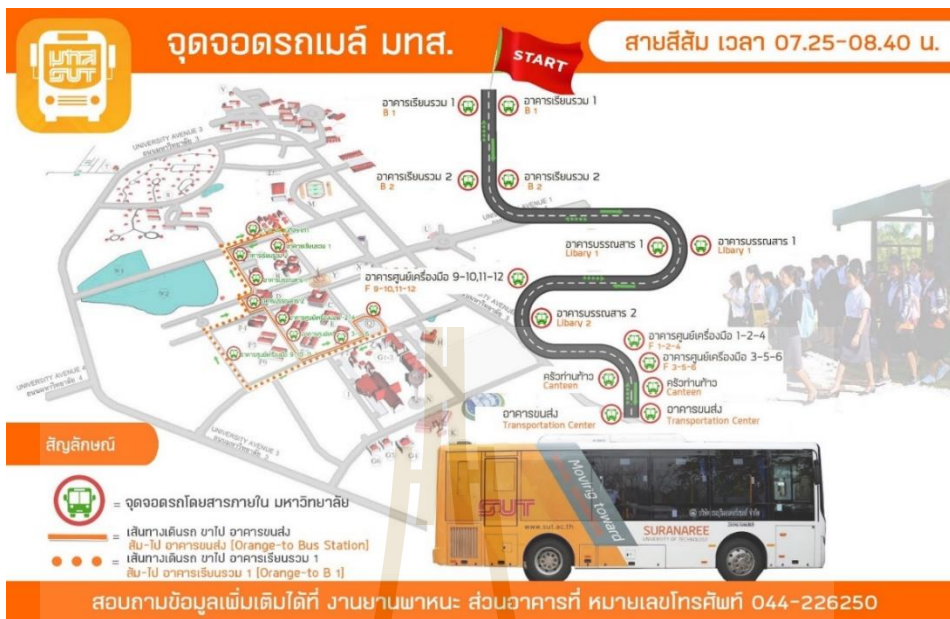 มทส
SUT
จุดจอดรถเมล์ มทส.
START
สายสีส้ม เวลา 07.25-08.40 น.
อาคารเรียนรวม 1
B 1
อาคารเรียนรวม 1
B 1
อาคารเรียนรวม 2
B 2
อาคารเรียนรวม 2
B 2
อาคารบรรณสาร 1
Libary 1
อาคารบรรณสาร 1
Libary 1
อาคารศูนย์เครื่องมือ 9-10,11-12
F 9-10,11-12
อาคารบรรณสาร 2
Libary 2
อาคารศูนย์เครื่องมือ 1-2-4
F 1-2-4
อาคารศูนย์เครื่องมือ 3-5-6
F 3-5-6
ครัวท่านท้าว
Canteen
ครัวท่านท้าว
Canteen
อาคารขนส่ง
Transportation Center
อาคารขนส่ง
Transportation Center
UNIVERSITY AVENUE 3
UNIVERSITY AVENUE 4
UNIVERSITY AVENUE 3
สัญลักษณ์
= จุดจอดรถโดยสารภายใน มหาวิทยาลัย
= เส้นทางเดินรถ ขาไป อาคารขนส่ง
ส้ม-ไป อาคารขนส่ง [Orange-to Bus Station]
= เส้นทางเดินรถ ขาไป อาคารเรียนรวม 1
ส้ม-ไป อาคารเรียนรวม 1 [Orange-to B 1]
SUT
www.sut.ac.th
Moving toward
SURANAREE
UNIVERSITY OF TECHNOLOGY
สอบถามข้อมูลเพิ่มเติมได้ที่ งานยานพาหนะ ส่วนอาคารที่ หมายเลขโทรศัพท์ 044-226250